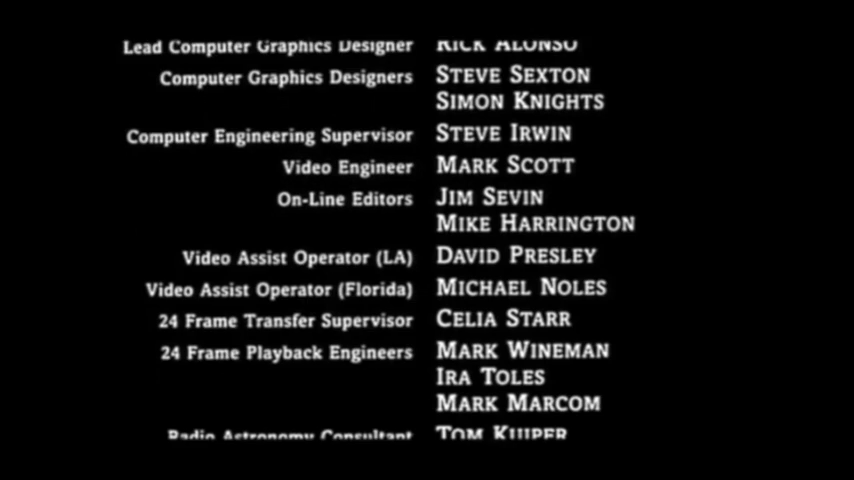 Lead Computer Graphics Designer RICK ALONSO
Computer Graphics Designers STEVE SEXTON
SIMON KNIGHTS
Computer Engineering Supervisor STEVE IRWIN
Video Engineer MARK SCOTT
On-Line Editors JIM SEVIN
MIKE HARRINGTON
Video Assist Operator (LA) DAVID PRESLEY
Video Assist Operator (Florida) MICHAEL NOLES
24 Frame Transfer Supervisor CELIA STARR
24 Frame Playback Engineers MARK WINEMAN
IRA TOLES
MARK MARCOM
Radio Astronomy Consultant TOM KUIPER